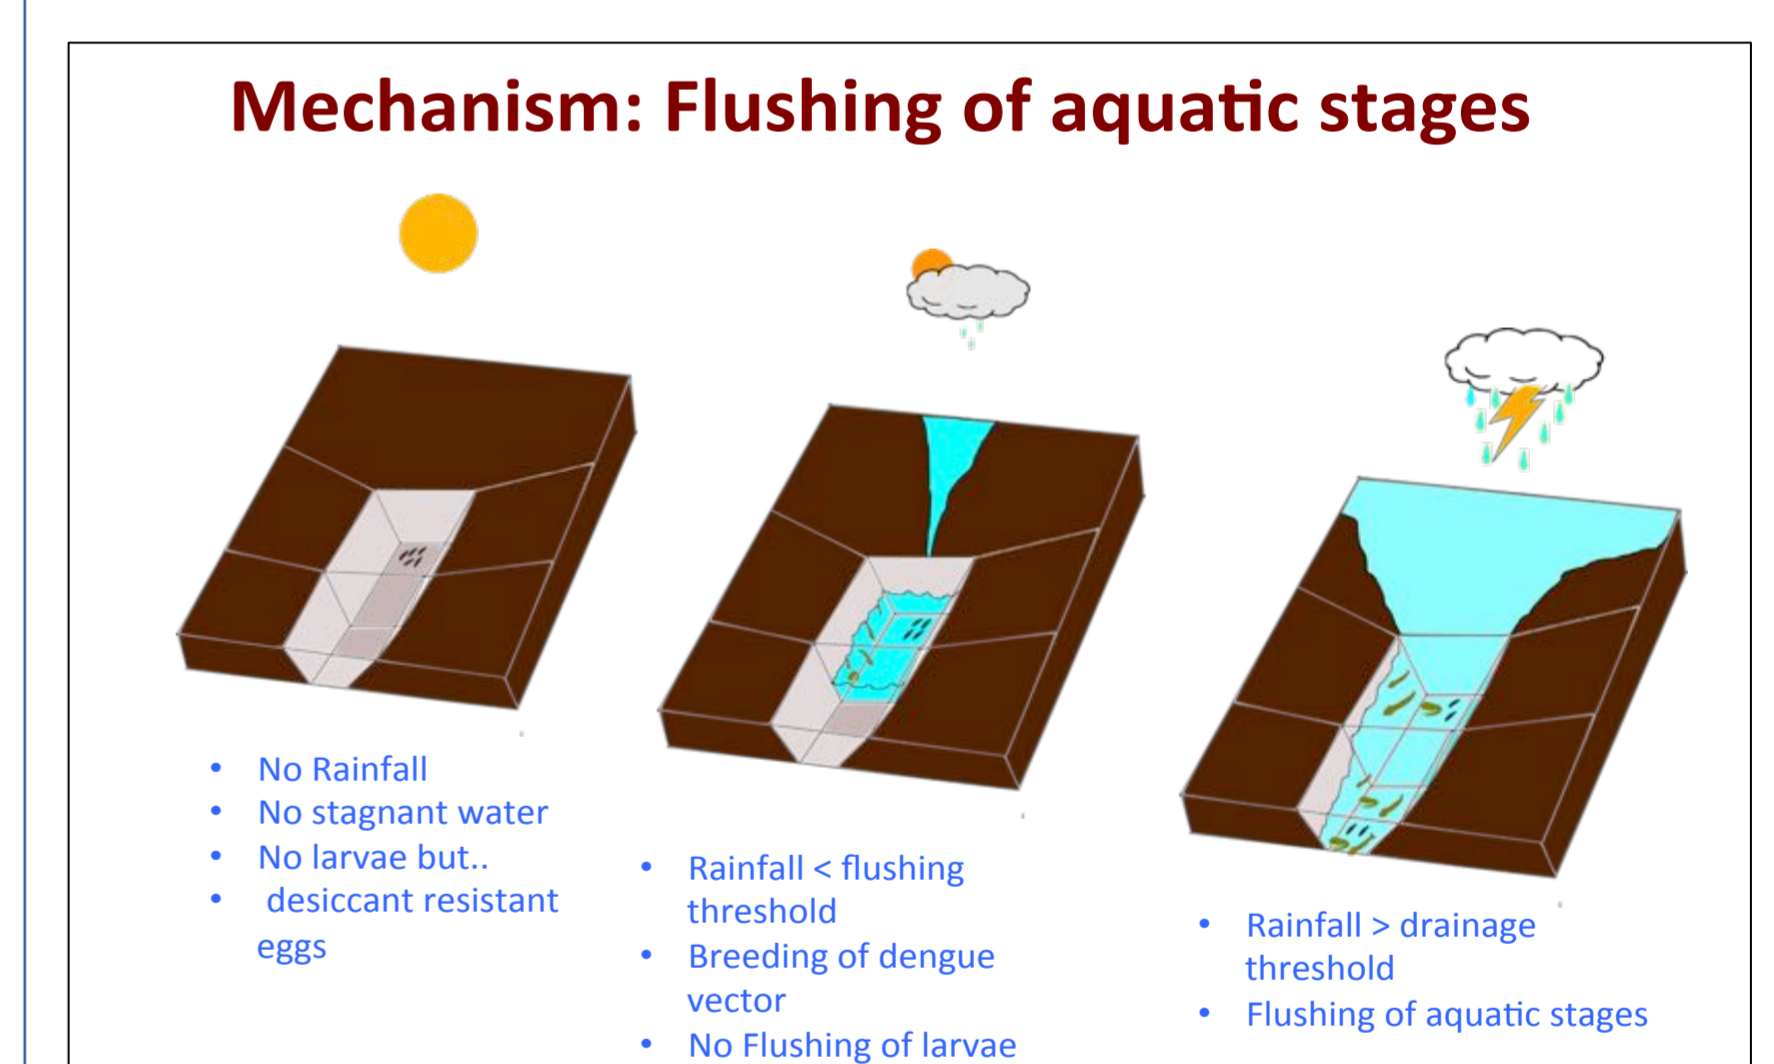 Mechanism: Flushing of aquatic stages
• No Rainfall
• No stagnant water
• No larvae but..
• desiccant resistant
eggs
• Rainfall < flushing
threshold
• Breeding of dengue
vector
• No Flushing of larvae
• Rainfall > drainage
threshold
• Flushing of aquatic stages